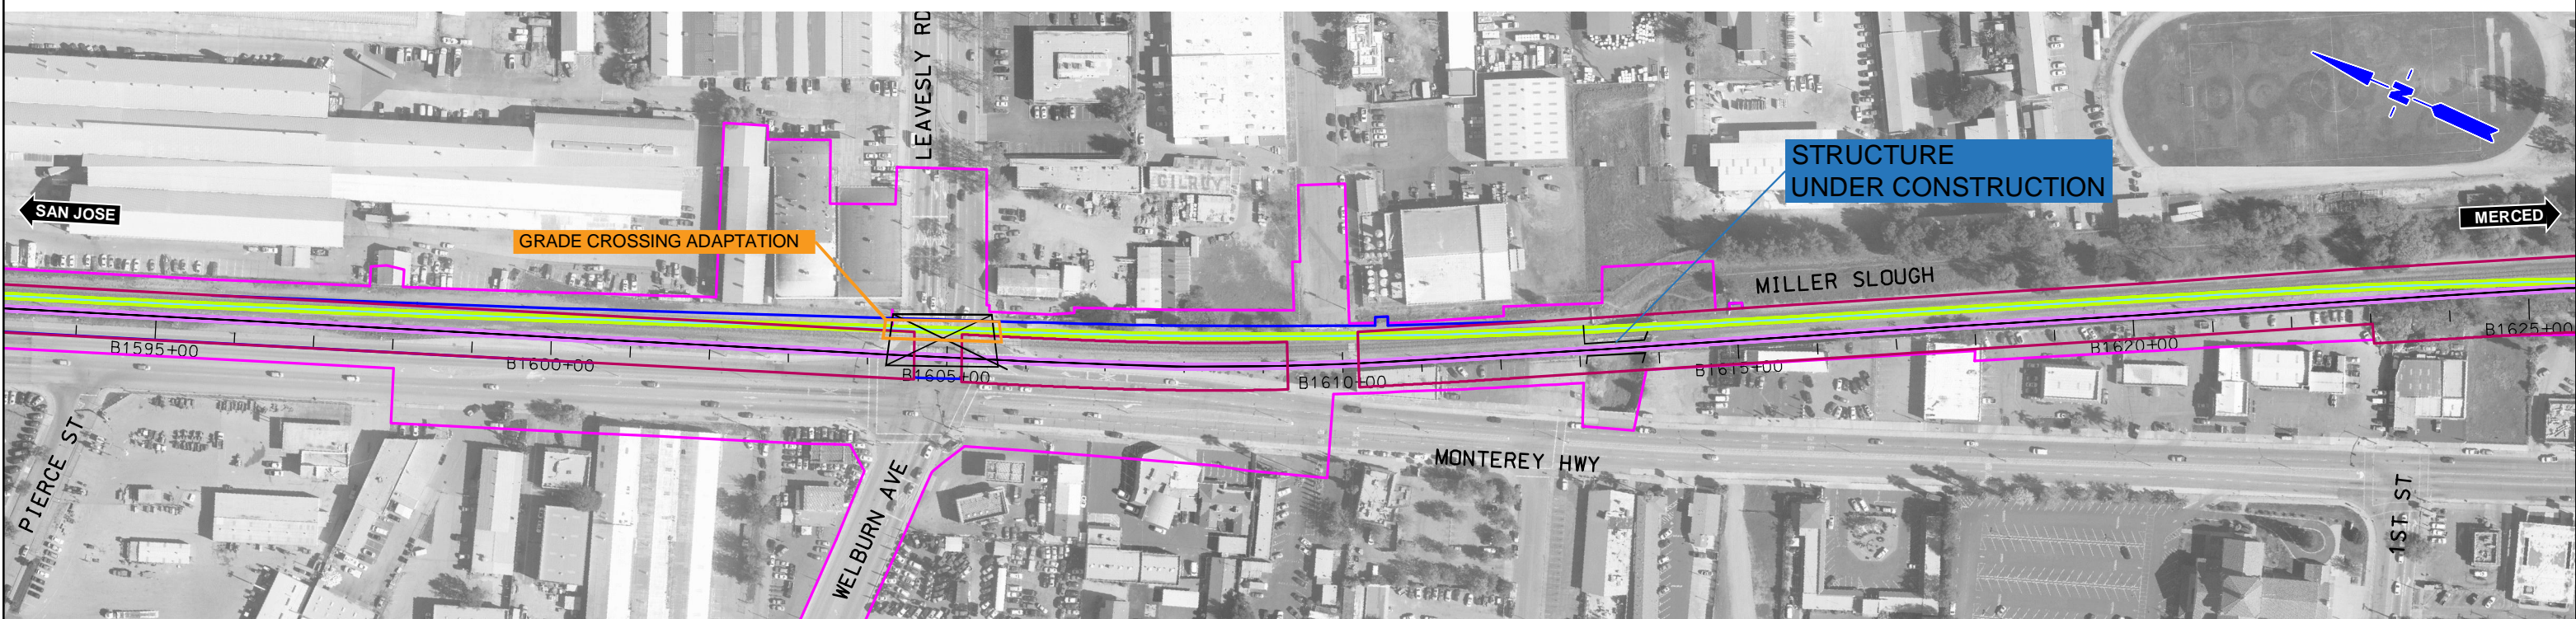 LEAVESLY RD
STRUCTURE
UNDER CONSTRUCTION
N
SAN JOSE
MERCED
GRADE CROSSING ADAPTATION
GILROY
MILLER SLOUGH
B1595+00
B1600+00
B1605+00
B1610+00
B1615+00
B1620+00
B1625+00
PIERCE ST
WELBURN AVE
MONTEREY HWY
1ST ST